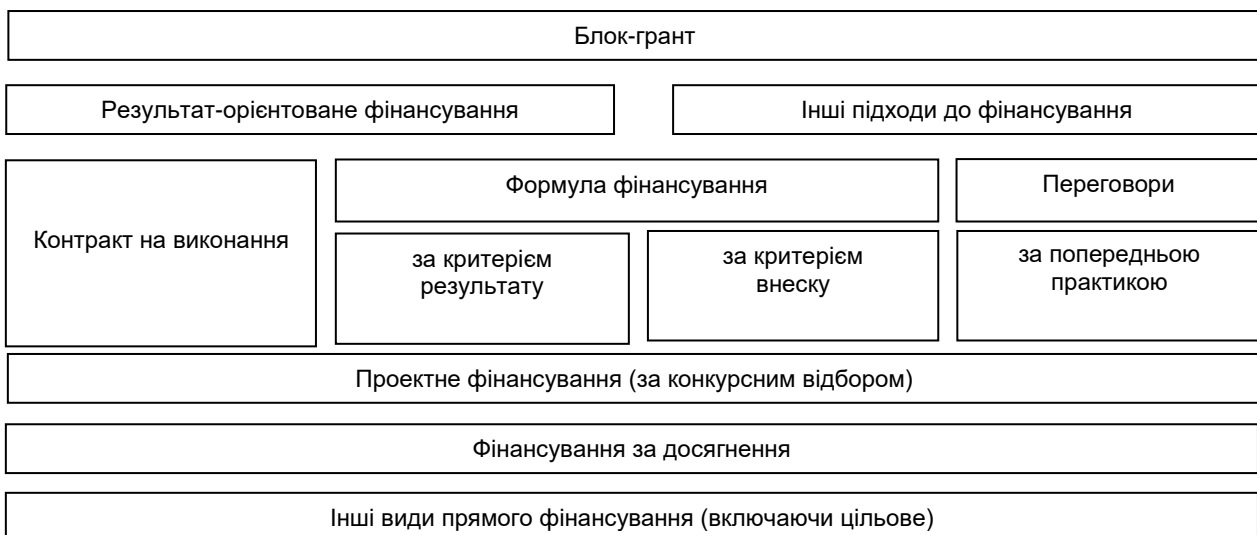 Блок-грант
Результат-орієнтоване фінансування
Інші підходи до фінансування
Контракт на виконання
Формула фінансування
Переговори
за критерієм
результату
за критерієм
внеску
за попередньою
практикою
Проектне фінансування (за конкурсним відбором)
Фінансування за досягнення
Інші види прямого фінансування (включаючи цільове)